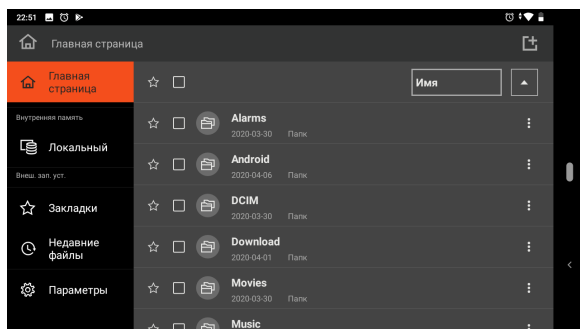 22:51
Главная страница
Главная
страница
Имя
Внутренняя память
Локальный
Внеш. зап. уст.
Закладки
Недавние
файлы
Параметры
Alarms
2020-03-30 Папк
Android
2020-04-06 Папк
DCIM
2020-03-30 Папк
Download
2020-04-01 Папк
Movies
2020-03-30 Папк
Music